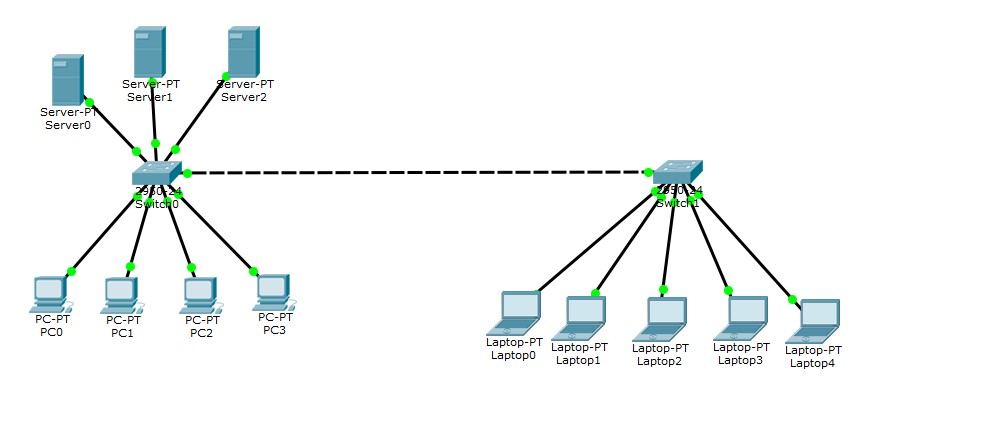 Server-PT
Server0
Server-PT
Server1
Server-PT
Server2
2950-24
Switch0
2950-24
Switch1
PC-PT
PC0
PC-PT
PC1
PC-PT
PC2
PC-PT
PC3
Laptop-PT
Laptop0
Laptop-PT
Laptop1
Laptop-PT
Laptop2
Laptop-PT
Laptop3
Laptop-PT
Laptop4